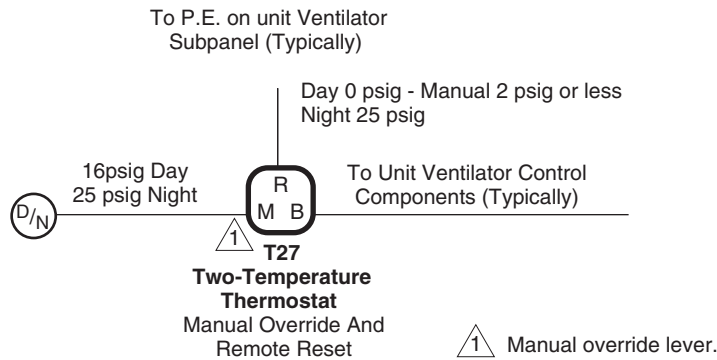 To P.E. on unit Ventilator
Subpanel (Typically)
Day 0 psig - Manual 2 psig or less
Night 25 psig
16psig Day
25 psig Night
To Unit Ventilator Control
Components (Typically)
D/N
R
M B
1
T27
Two-Temperature
Thermostat
Manual Override And
Remote Reset
1 Manual override lever.